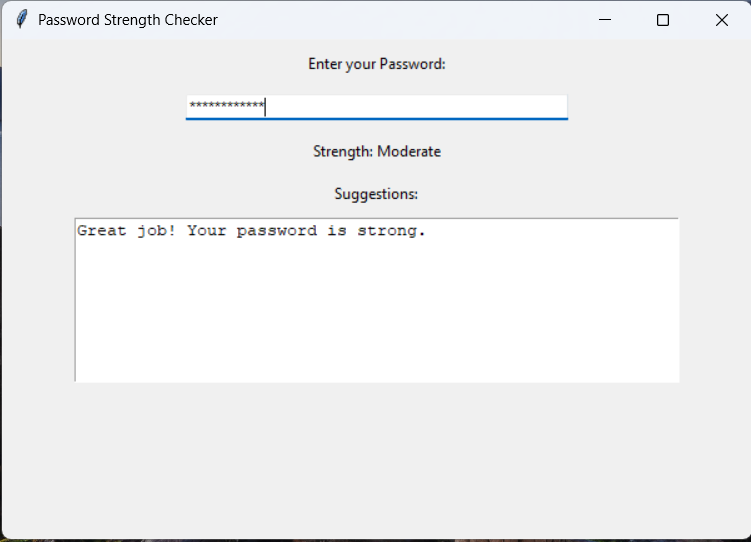 Password Strength Checker
Enter your Password:
************
Strength: Moderate
Suggestions:
Great job! Your password is strong.